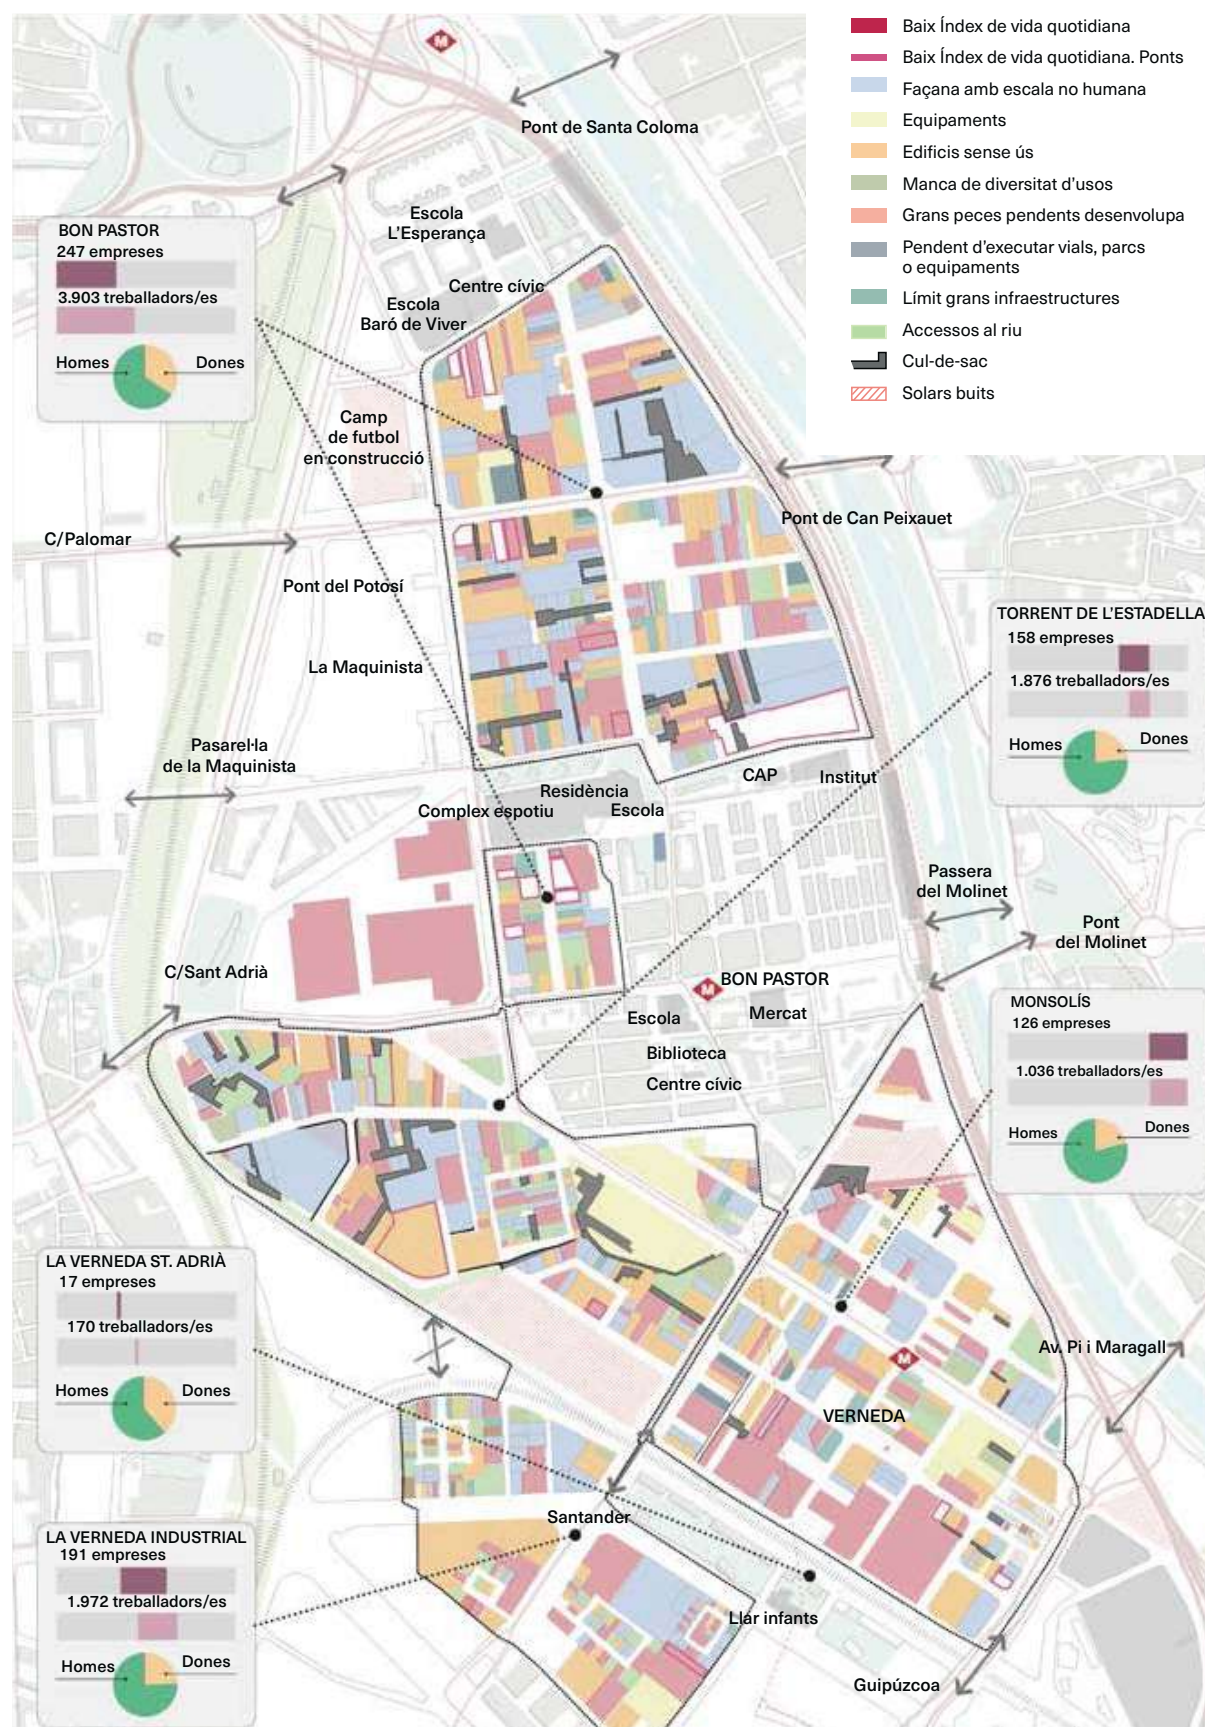 Baix Índex de vida quotidiana
Baix Índex de vida quotidiana. Ponts
Façana amb escala no humana
Equipaments
Edificis sense ús
Manca de diversitat d'usos
Grans peces pendents desenvolupa
Pendent d'executar vials, parcs
o equipaments
Límit grans infraestructures
Accessos al riu
Cul-de-sac
Solars buits
M
Pont de Santa Coloma
Escola
L'Esperança
Centre cívic
Escola
Baró de Viver
BON PASTOR
247 empreses
3.903 treballadors/es
Homes
Dones
Camp
de futbol
en construcció
C/Palomar
Pont de Can Peixauet
Pont del Potosí
La Maquinista
TORRENT DE L'ESTADELLA
158 empreses
1.876 treballadors/es
Homes
Dones
Pasarel·la
de la Maquinista
CAP
Institut
Residència
Complex espotiu
Escola
Passera
del Molinet
Pont
del Molinet
C/Sant Adrià
M
BON PASTOR
Escola
Mercat
Biblioteca
Centre cívic
MONSOLÍS
126 empreses
1.036 treballadors/es
Homes
Dones
LA VERNEDA ST. ADRIÀ
17 empreses
170 treballadors/es
Homes
Dones
Av. Pi i Maragall
M
VERNEDA
Santander
LA VERNEDA INDUSTRIAL
191 empreses
1.972 treballadors/es
Homes
Dones
Llar infants
Guipúzcoa